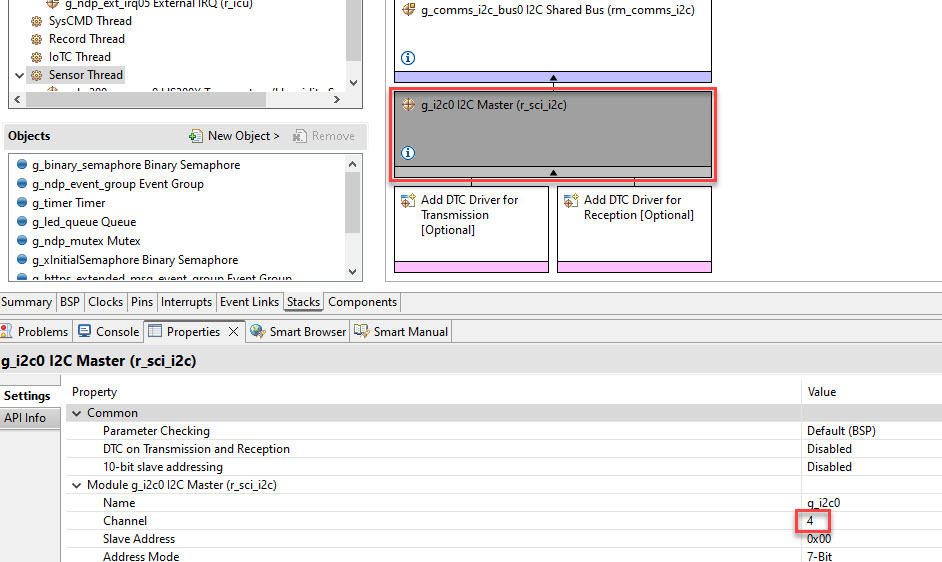 g_ndp_ext_irq05 External IRQ (r_icu)
SysCMD Thread
Record Thread
IoTC Thread
Sensor Thread
Objects
New Object >
Remove
g_binary_semaphore Binary Semaphore
g_ndp_event_group Event Group
g_timer Timer
g_led_queue Queue
g_ndp_mutex Mutex
g_xInitialSemaphore Binary Semaphore
g_https_extended_msg_event_group Event Group
g_comms_i2c_bus0 I2C Shared Bus (rm_comms_i2c)
g_i2c0 I2C Master (r_sci_i2c)
Add DTC Driver for
Transmission
[Optional]
Add DTC Driver for
Reception [Optional]
Summary BSP Clocks Pins Interrupts Event Links Stacks Components
Problems Console Properties Smart Browser Smart Manual
g_i2c0 I2C Master (r_sci_i2c)
Settings
API Info
Property Value
Common
Parameter Checking Default (BSP)
DTC on Transmission and Reception Disabled
10-bit slave addressing Disabled
Module g_i2c0 I2C Master (r_sci_i2c)
Name g_i2c0
Channel 4
Slave Address 0x00
Address Mode 7-Bit